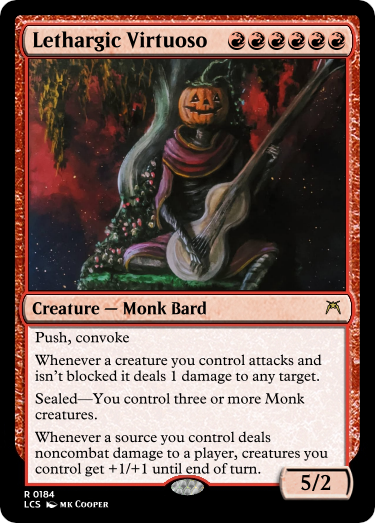 Lethargic Virtuoso
Creature — Monk Bard
Push, convoke
Whenever a creature you control attacks and
isn't blocked it deals 1 damage to any target.
Sealed—You control three or more Monk
creatures.
Whenever a source you control deals
noncombat damage to a player, creatures you
control get +1/+1 until end of turn.
5/2
R 0184
LCS MK COOPER